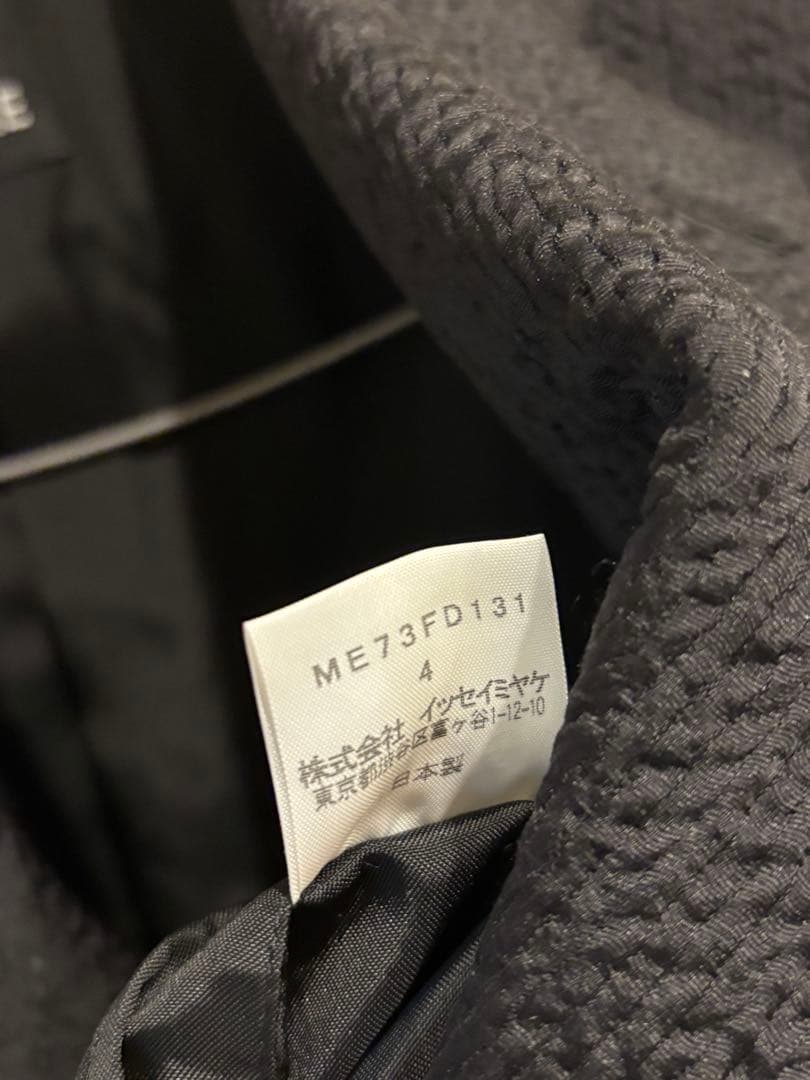 ME73FD131
4
株式会社 イッセイミヤケ
東京都渋谷区富ヶ谷1-12-10
日本製